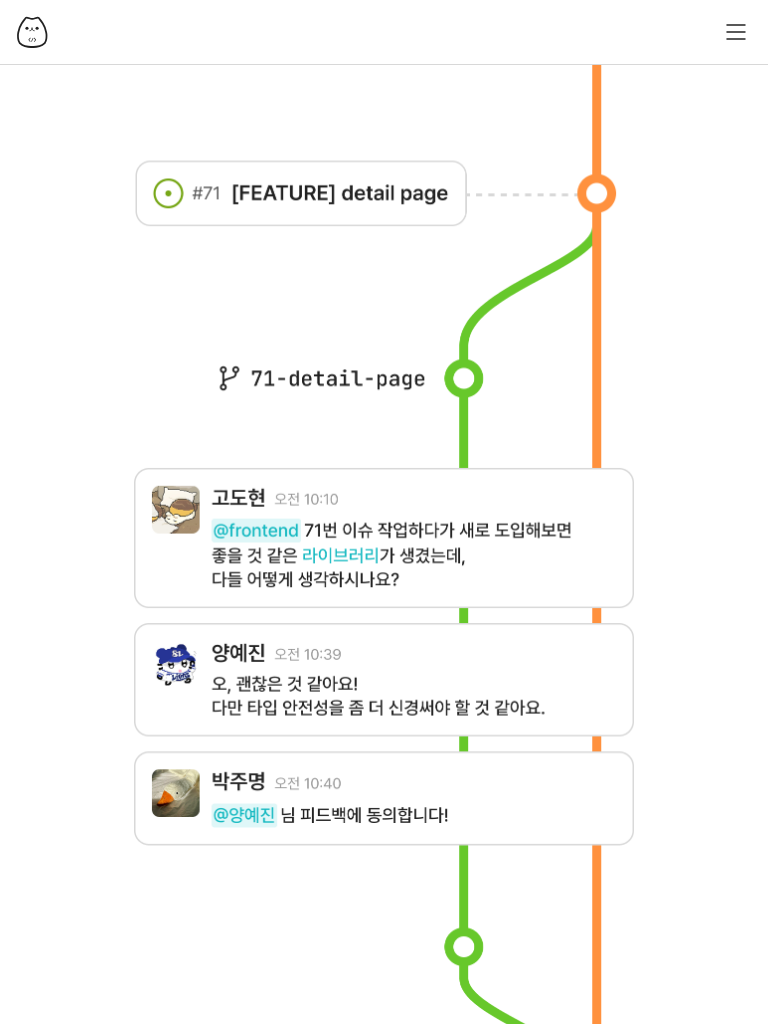 #71 [FEATURE] detail page
71-detail-page
고도현 오전 10:10
@frontend 71번 이슈 작업하다가 새로 도입해보면
좋을 것 같은 라이브러리가 생겼는데,
다들 어떻게 생각하시나요?
양예진 오전 10:39
오, 괜찮은 것 같아요!
다만 타입 안전성을 좀 더 신경써야 할 것 같아요.
박주명 오전 10:40
@양예진 님 피드백에 동의합니다!